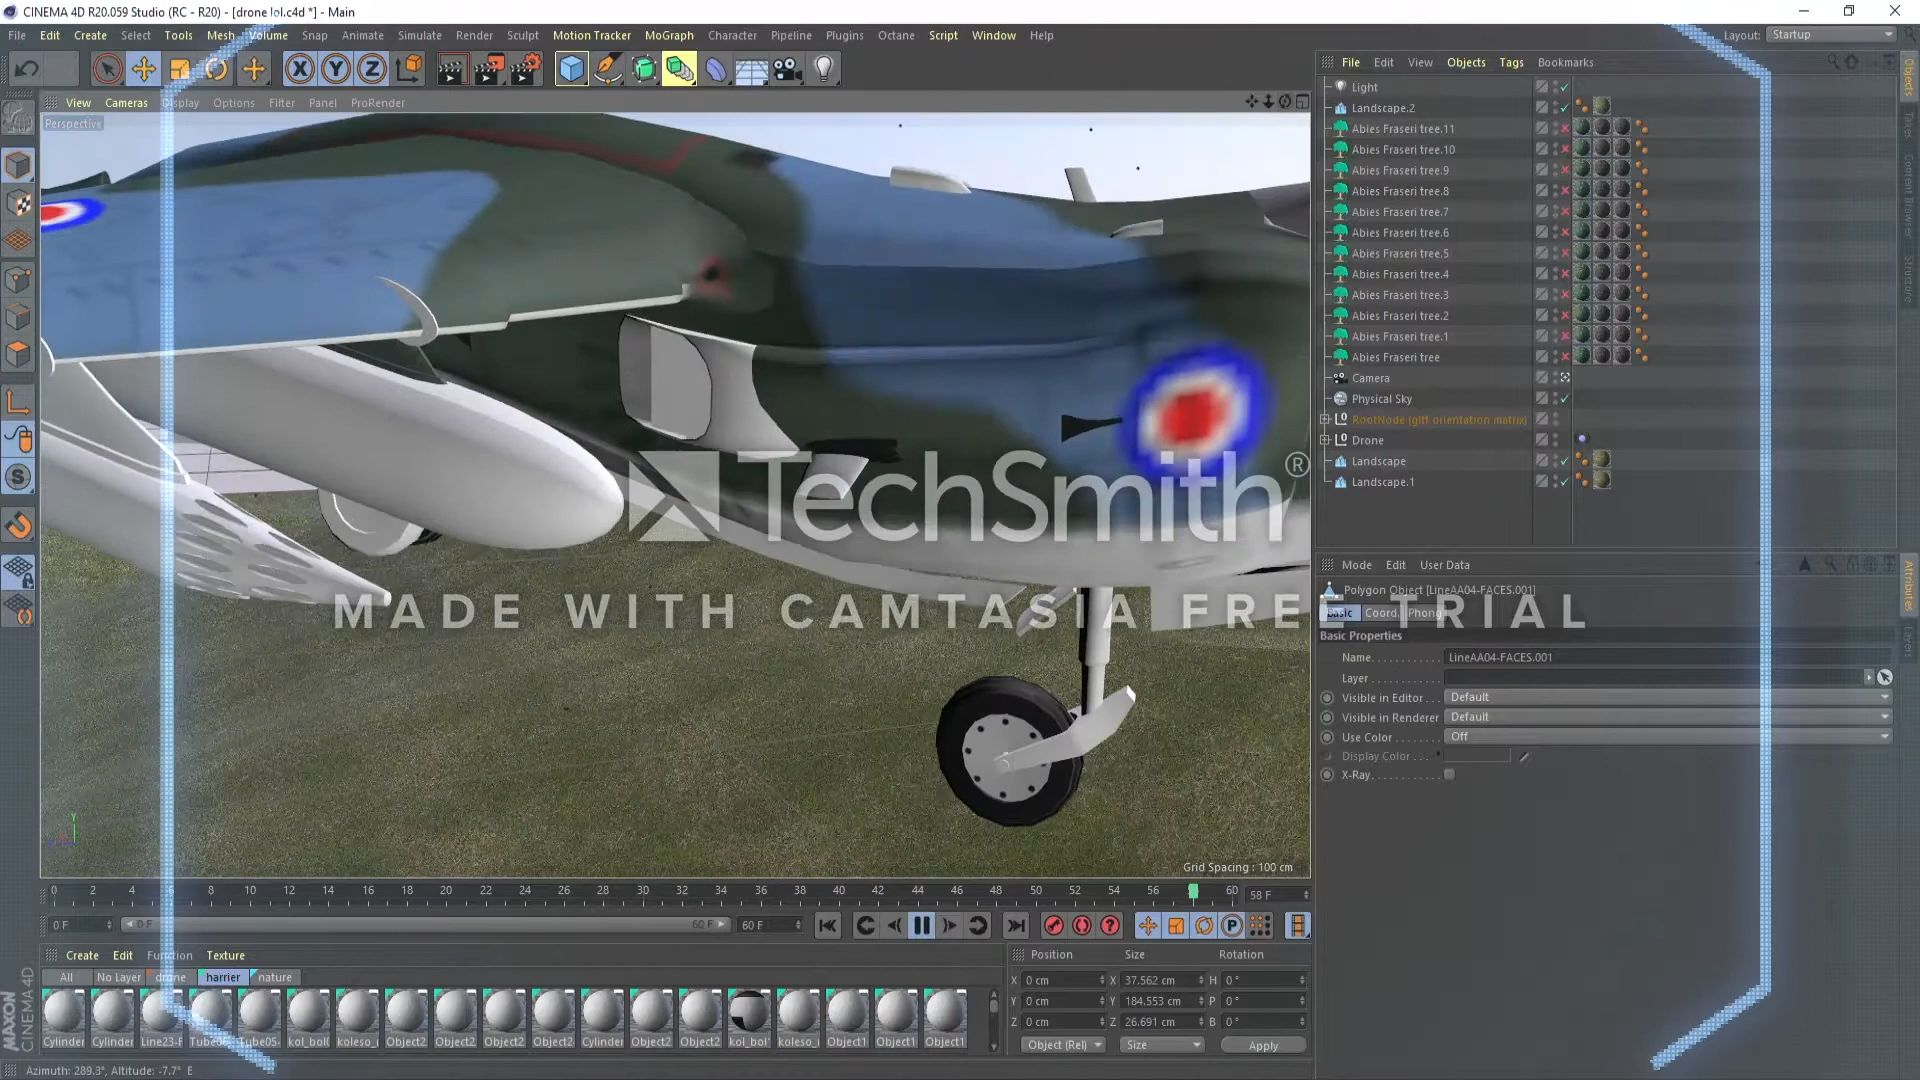 CINEMA 4D R20.059 Studio (RC - R20) - [drone lol.c4d *] - Main
File Edit Create Select Tools Mesh Volume Snap Animate Simulate Render Sculpt Motion Tracker MoGraph Character Pipeline Plugins Octane Script Window Help
Layout: Startup
File Edit View Objects Tags Bookmarks
View Cameras Display Options Filter Panel ProRender
Perspective
Light
Landscape.2
Abies Fraseri tree.11
Abies Fraseri tree.10
Abies Fraseri tree.9
Abies Fraseri tree.8
Abies Fraseri tree.7
Abies Fraseri tree.6
Abies Fraseri tree.5
Abies Fraseri tree.4
Abies Fraseri tree.3
Abies Fraseri tree.2
Abies Fraseri tree.1
Abies Fraseri tree
Camera
Physical Sky
RootNode (gltf orientation matrix)
Drone
Landscape
Landscape.1
Objects
Takes
Content Browser
Structure
TechSmith®
MADE WITH CAMTASIA FREE TRIAL
Mode Edit User Data
Polygon Object [LineAA04-FACES.001]
Basic Coord. Phong
Basic Properties
Name LineAA04-FACES.001
Layer
Visible in Editor Default
Visible in Renderer Default
Use Color Off
Display Color
X-Ray
Attributes
Layers
Y
Grid Spacing : 100 cm
0 2 4 6 8 10 12 14 16 18 20 22 24 26 28 30 32 34 36 38 40 42 44 46 48 50 52 54 56 60 58 F
0 F 0 F 60 F 60 F
Create Edit Function Texture
All No Layer drone harrier nature
Cylinder Cylinder Line23-F Tube05- kol_bol0 koleso_i Object2 Object2 Object2 Object2 Cylinder Object2 Object2 kol_bol koleso_i Object1 Object1 Object1
Position Size Rotation
X 0 cm X 37.562 cm H 0 °
Y 0 cm Y 184.553 cm P 0 °
Z 0 cm Z 26.691 cm B 0 °
Object (Rel) Size Apply
MAXON
CINEMA 4D
Azimuth: 289.3°, Altitude: -7.7° E